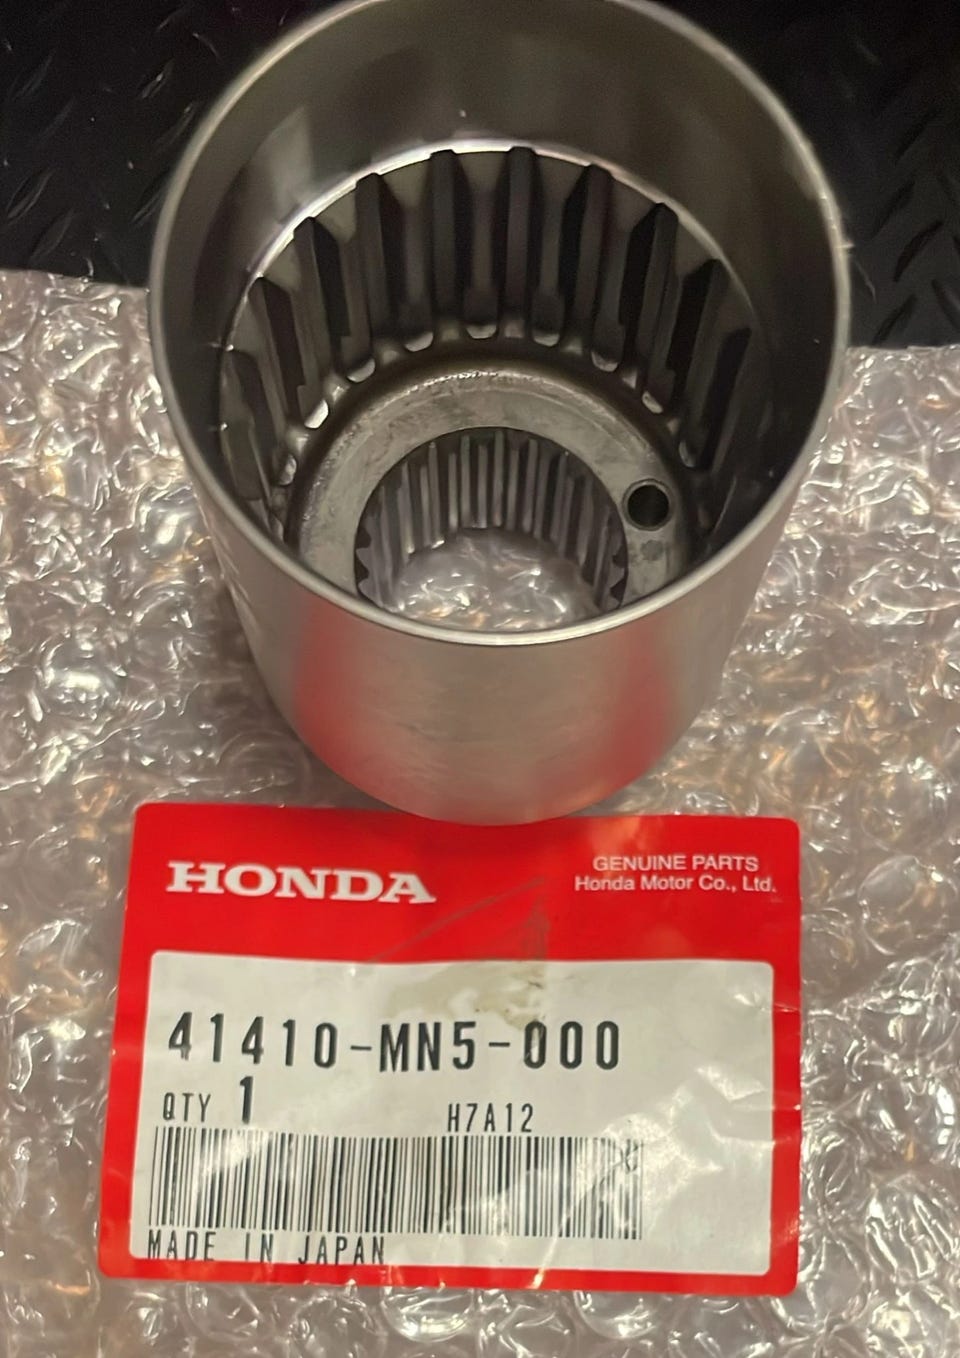 HONDA
GENUINE PARTS
Honda Motor Co., Ltd.
41410-MN5-000
QTY 1
H7A12
MADE IN JAPAN